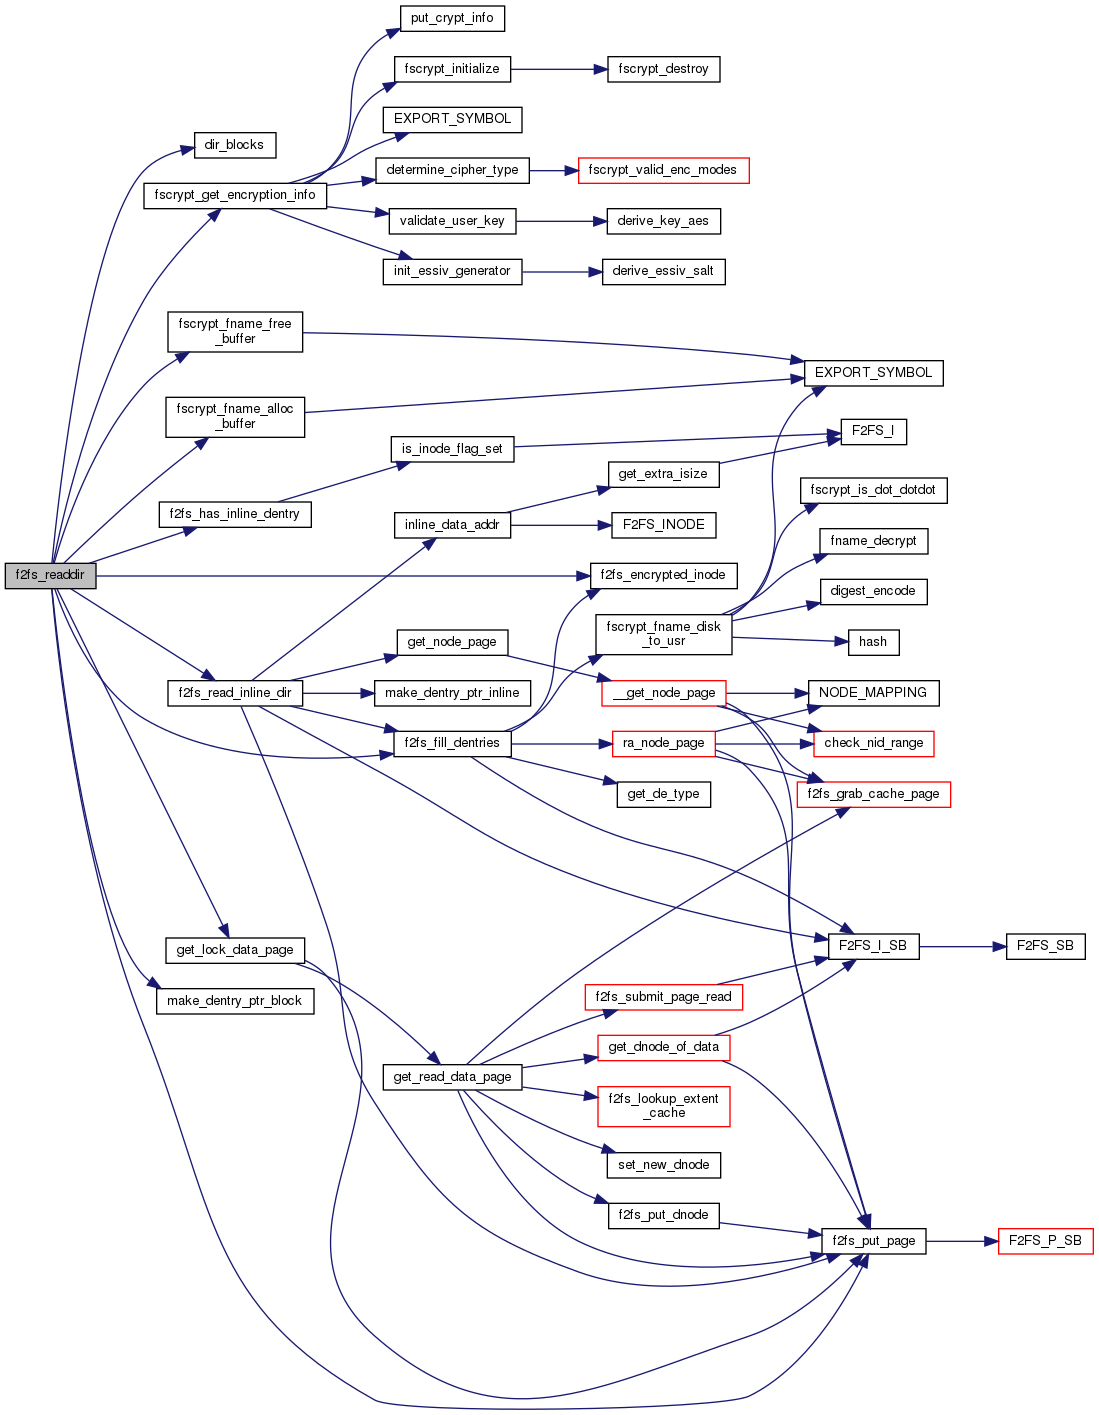 put_crypt_info
fscrypt_initialize
fscrypt_destroy
EXPORT_SYMBOL
dir_blocks
determine_cipher_type
fscrypt_valid_enc_modes
fscrypt_get_encryption_info
validate_user_key
derive_key_aes
init_essiv_generator
derive_essiv_salt
fscrypt_fname_free
_buffer
EXPORT_SYMBOL
fscrypt_fname_alloc
_buffer
F2FS_I
is_inode_flag_set
get_extra_isize
fscrypt_is_dot_dotdot
f2fs_has_inline_dentry
inline_data_addr
F2FS_INODE
fname_decrypt
f2fs_readdir
f2fs_encrypted_inode
digest_encode
fscrypt_fname_disk
_to_usr
hash
get_node_page
f2fs_read_inline_dir
make_dentry_ptr_inline
__get_node_page
NODE_MAPPING
f2fs_fill_dentries
ra_node_page
check_nid_range
get_de_type
f2fs_grab_cache_page
get_lock_data_page
F2FS_I_SB
F2FS_SB
make_dentry_ptr_block
f2fs_submit_page_read
get_dnode_of_data
get_read_data_page
f2fs_lookup_extent
_cache
set_new_dnode
f2fs_put_dnode
f2fs_put_page
F2FS_P_SB